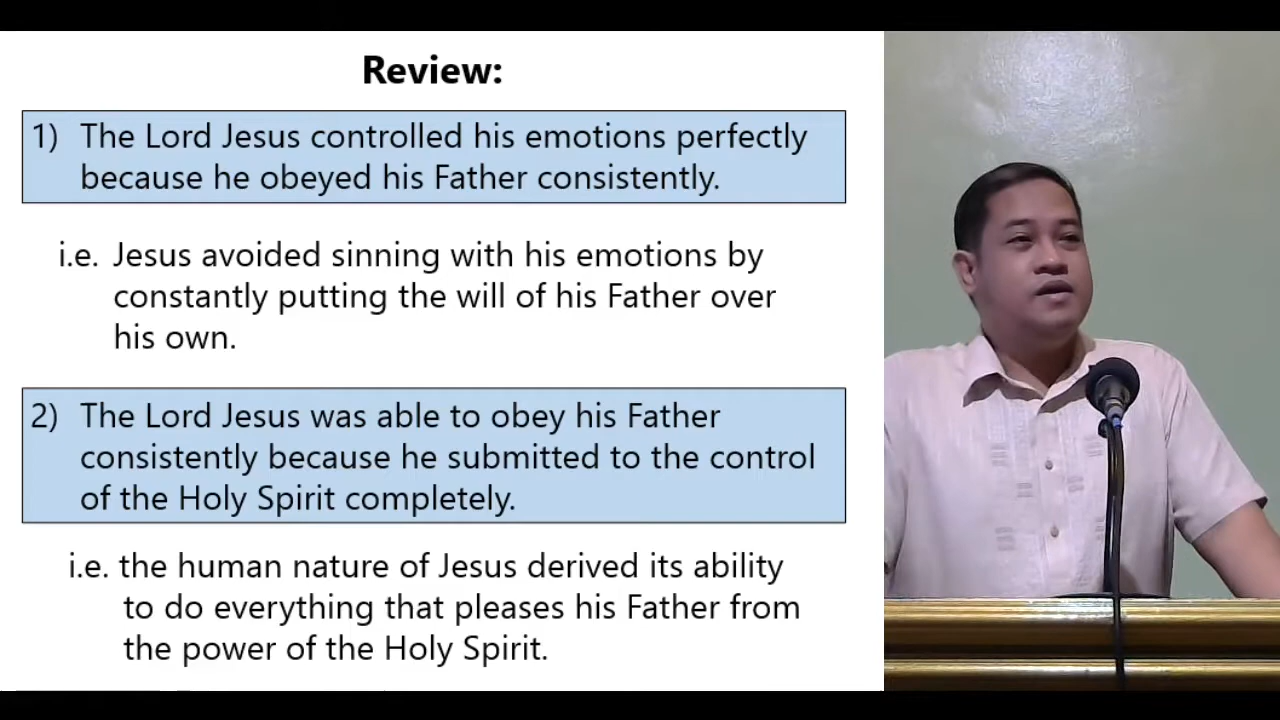 Review:
1) The Lord Jesus controlled his emotions perfectly
because he obeyed his Father consistently.
i.e. Jesus avoided sinning with his emotions by
constantly putting the will of his Father over
his own.
2) The Lord Jesus was able to obey his Father
consistently because he submitted to the control
of the Holy Spirit completely.
i.e. the human nature of Jesus derived its ability
to do everything that pleases his Father from
the power of the Holy Spirit.